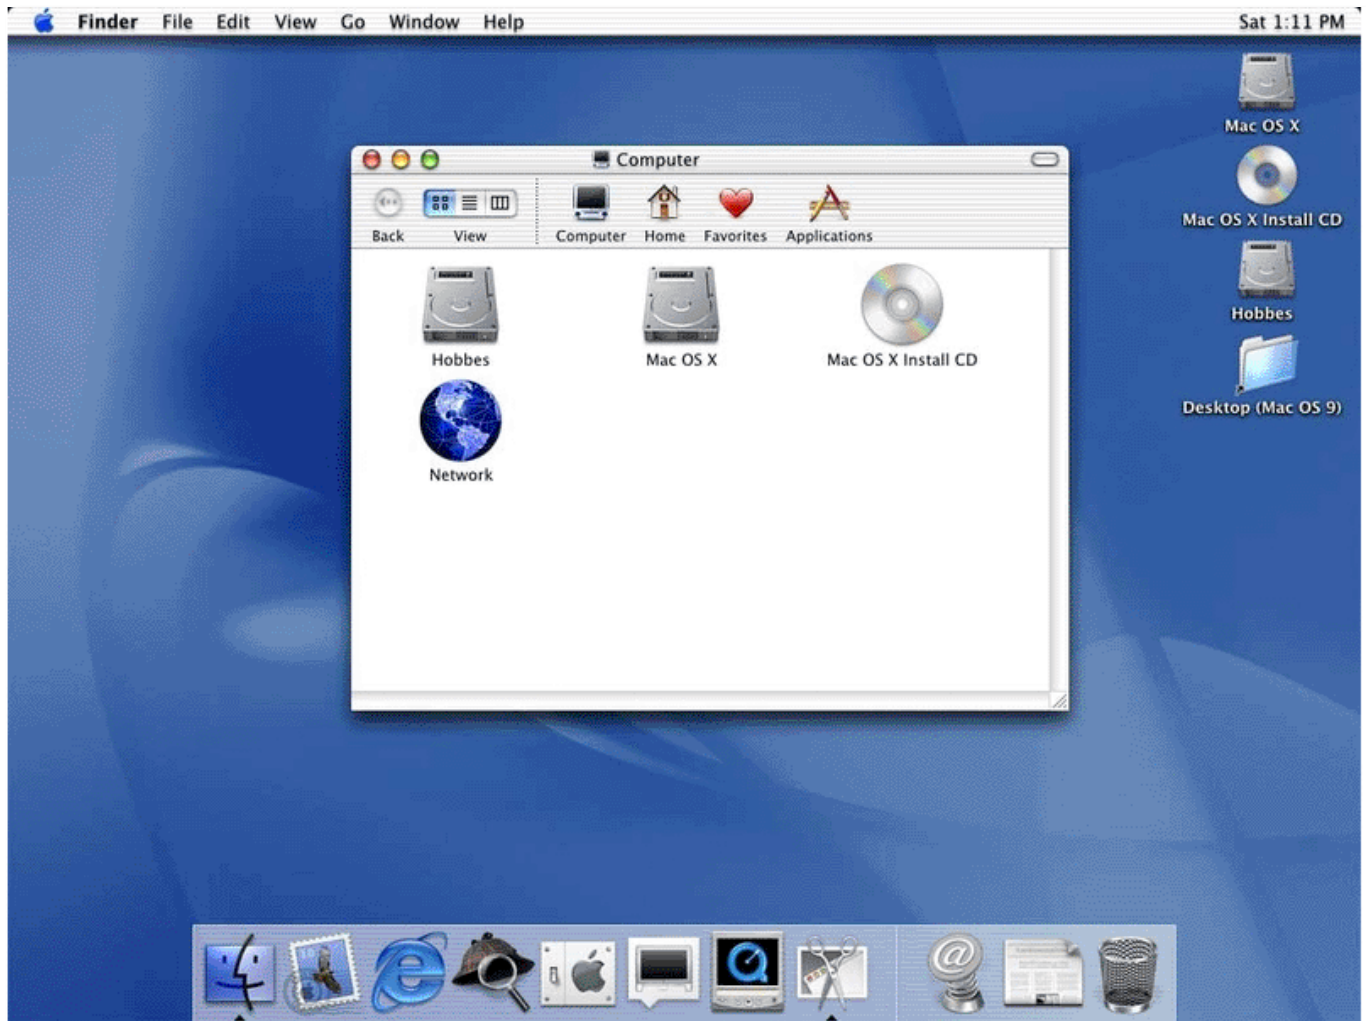 Finder File Edit View Go Window Help Sat 1:11 PM
Mac OS X
Mac OS X Install CD
Hobbes
Desktop (Mac OS 9)
Computer
Back View Computer Home Favorites Applications
Hobbes Mac OS X Mac OS X Install CD
Network
@